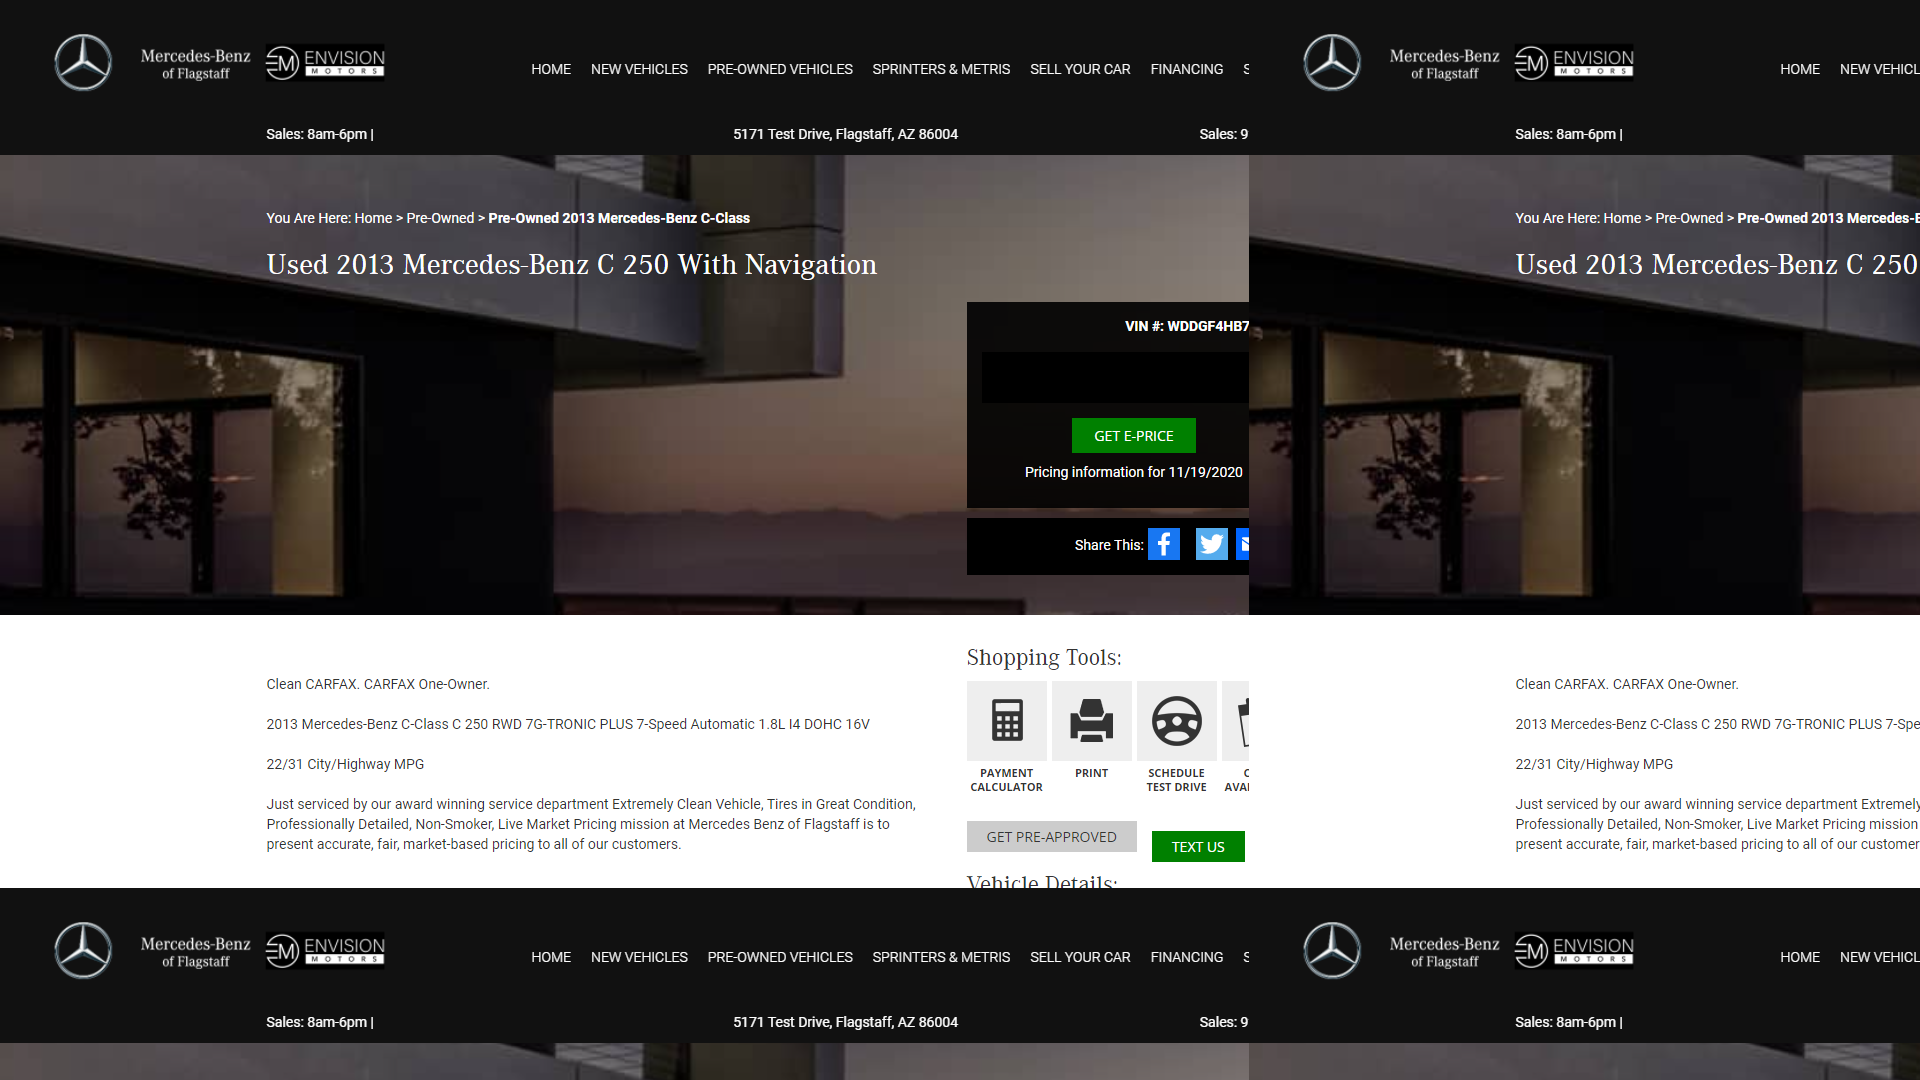 Mercedes-Benz
of Flagstaff
ENVISION
MOTORS
HOME NEW VEHICLES PRE-OWNED VEHICLES SPRINTERS & METRIS SELL YOUR CAR FINANCING S
Sales: 8am-6pm |
5171 Test Drive, Flagstaff, AZ 86004
Sales: 9
You Are Here: Home > Pre-Owned > Pre-Owned 2013 Mercedes-Benz C-Class
Used 2013 Mercedes-Benz C 250 With Navigation
VIN #: WDDGF4HB7
GET E-PRICE
Pricing information for 11/19/2020
Share This:
Clean CARFAX. CARFAX One-Owner.
2013 Mercedes-Benz C-Class C 250 RWD 7G-TRONIC PLUS 7-Speed Automatic 1.8L I4 DOHC 16V
22/31 City/Highway MPG
Just serviced by our award winning service department Extremely Clean Vehicle, Tires in Great Condition,
Professionally Detailed, Non-Smoker, Live Market Pricing mission at Mercedes Benz of Flagstaff is to
present accurate, fair, market-based pricing to all of our customers.
Shopping Tools:
PAYMENT
CALCULATOR
PRINT
SCHEDULE
TEST DRIVE
C
AVAI
GET PRE-APPROVED
TEXT US
Vehicle Details:
Mercedes-Benz
of Flagstaff
ENVISION
MOTORS
HOME NEW VEHICL
Sales: 8am-6pm |
You Are Here: Home > Pre-Owned > Pre-Owned 2013 Mercedes-B
Used 2013 Mercedes-Benz C 250
Clean CARFAX. CARFAX One-Owner.
2013 Mercedes-Benz C-Class C 250 RWD 7G-TRONIC PLUS 7-Spe
22/31 City/Highway MPG
Just serviced by our award winning service department Extremely
Professionally Detailed, Non-Smoker, Live Market Pricing mission
present accurate, fair, market-based pricing to all of our customer
Mercedes-Benz
of Flagstaff
ENVISION
MOTORS
HOME NEW VEHICLES PRE-OWNED VEHICLES SPRINTERS & METRIS SELL YOUR CAR FINANCING S
Sales: 8am-6pm |
5171 Test Drive, Flagstaff, AZ 86004
Sales: 9
Mercedes-Benz
of Flagstaff
ENVISION
MOTORS
HOME NEW VEHICL
Sales: 8am-6pm |